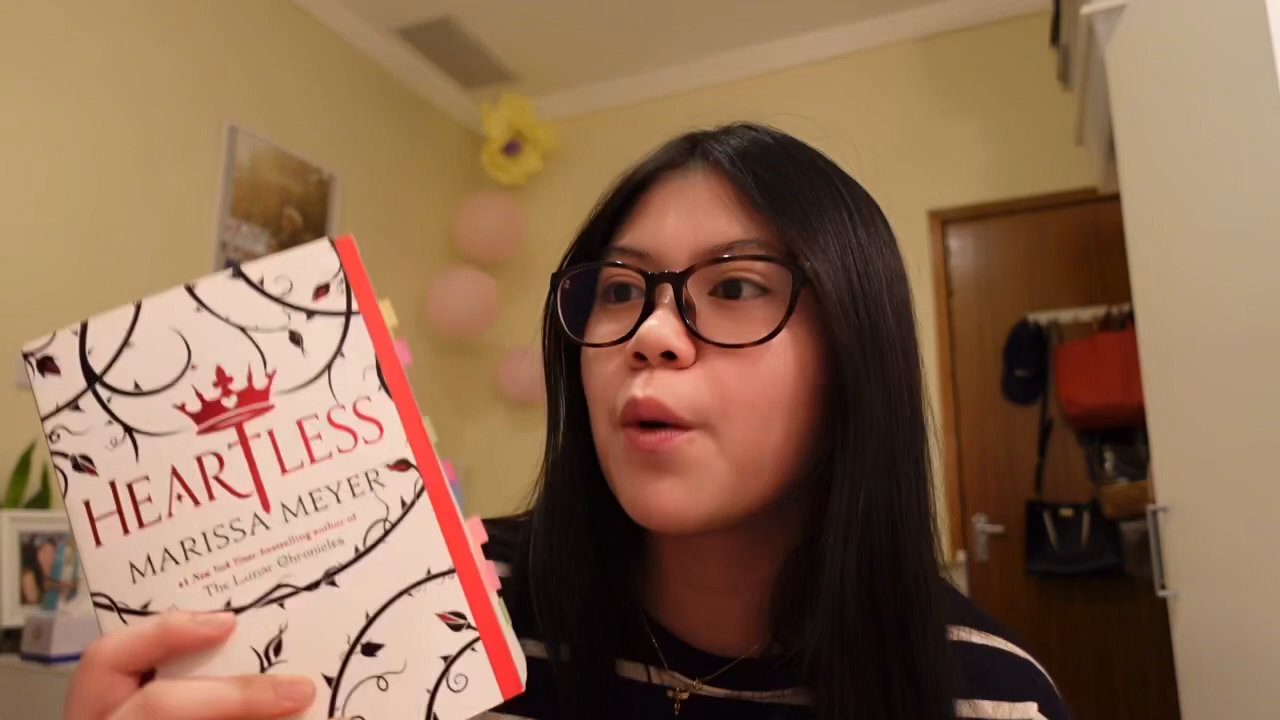 HEARTLESS
MARISSA MEYER
#1 New York Times-bestselling author of
The Lunar Chronicles